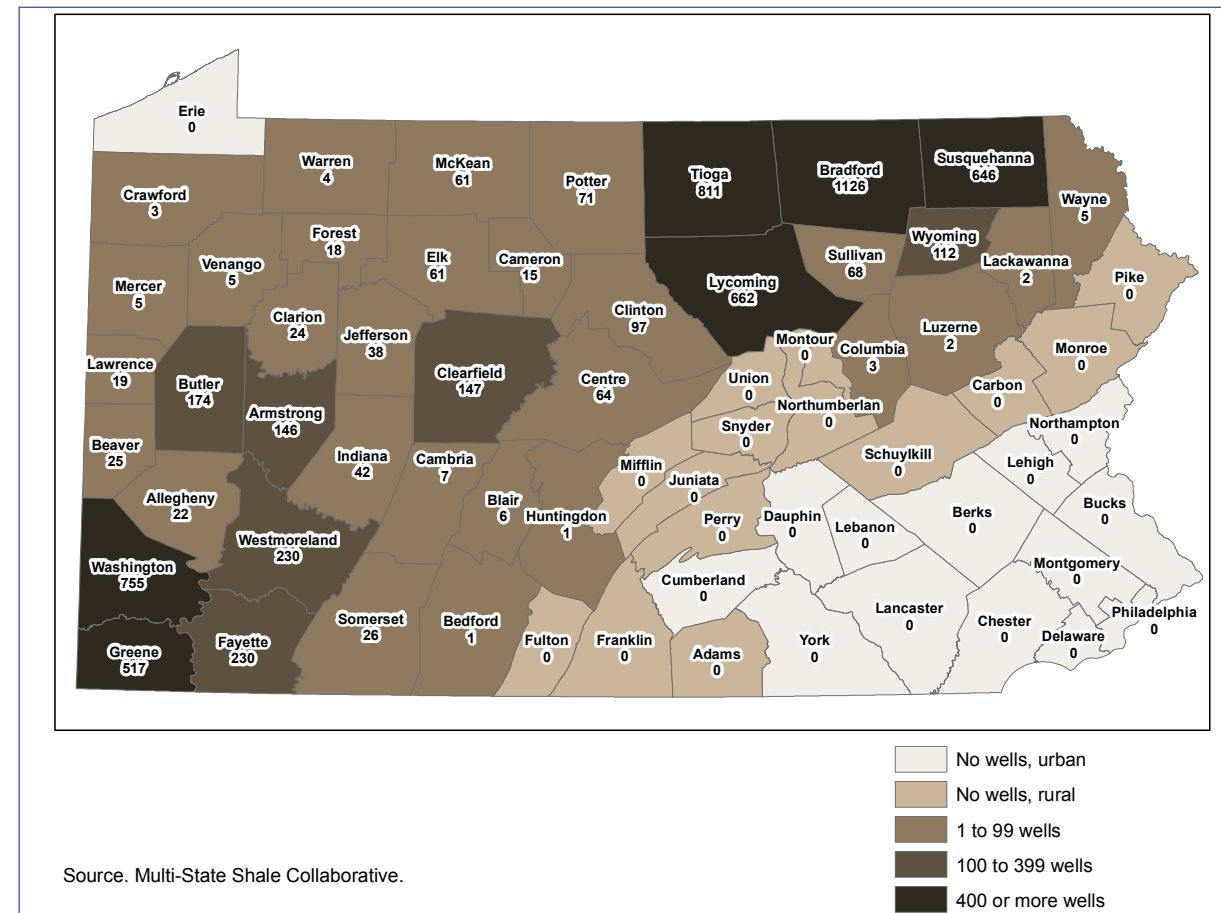 Erie
0
Warren
4
McKean
61
Potter
71
Tioga
811
Bradford
1126
Susquehanna
646
Wayne
5
Crawford
3
Forest
18
Venango
5
Elk
61
Cameron
15
Sullivan
68
Wyoming
112
Lackawanna
2
Pike
0
Mercer
5
Clarion
24
Jefferson
38
Clinton
97
Lycoming
662
Luzerne
2
Monroe
0
Lawrence
19
Butler
174
Armstrong
146
Clearfield
147
Centre
64
Union
0
Montour
0
Columbia
3
Carbon
0
Northumberlan
0
Snyder
0
Northampton
0
Beaver
25
Indiana
42
Cambria
7
Mifflin
0
Juniata
0
Schuylkill
0
Lehigh
0
Allegheny
22
Blair
6
Huntingdon
1
Perry
0
Dauphin
0
Lebanon
0
Berks
0
Bucks
0
Washington
755
Westmoreland
230
Cumberland
0
Montgomery
0
Greene
517
Fayette
230
Somerset
26
Bedford
1
Fulton
0
Franklin
0
Adams
0
York
0
Lancaster
0
Chester
0
Delaware
0
Philadelphia
0
No wells, urban
No wells, rural
1 to 99 wells
100 to 399 wells
400 or more wells
Source. Multi-State Shale Collaborative.